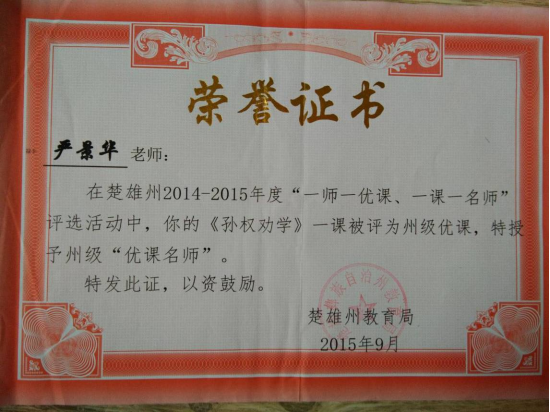 荣誉证书
严景华 老师：
在楚雄州2014-2015年度“一师一优课、一课一名师”
评选活动中，你的《孙权劝学》一课被评为州级优课，特授
予州级“优课名师”。
特发此证，以资鼓励。
楚雄州教育局
2015年9月